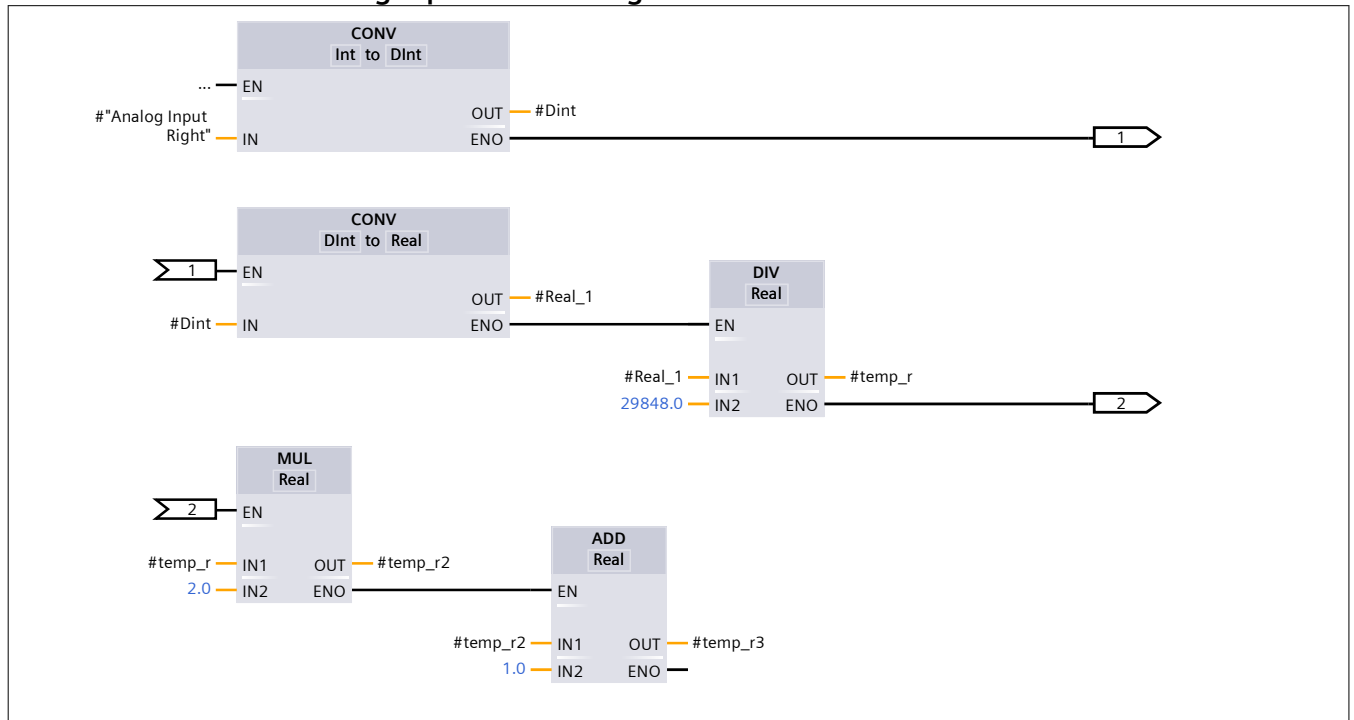 CONV
Int to DInt
... EN
#"Analog Input
Right" IN
OUT #Dint
ENO 1
CONV
DInt to Real
1 EN
OUT #Real_1
#Dint IN ENO
DIV
Real
EN
#Real_1 IN1 OUT #temp_r
29848.0 IN2 ENO 2
MUL
Real
2 EN
#temp_r IN1 OUT #temp_r2
2.0 IN2 ENO
ADD
Real
EN
#temp_r2 IN1 OUT #temp_r3
1.0 IN2 ENO